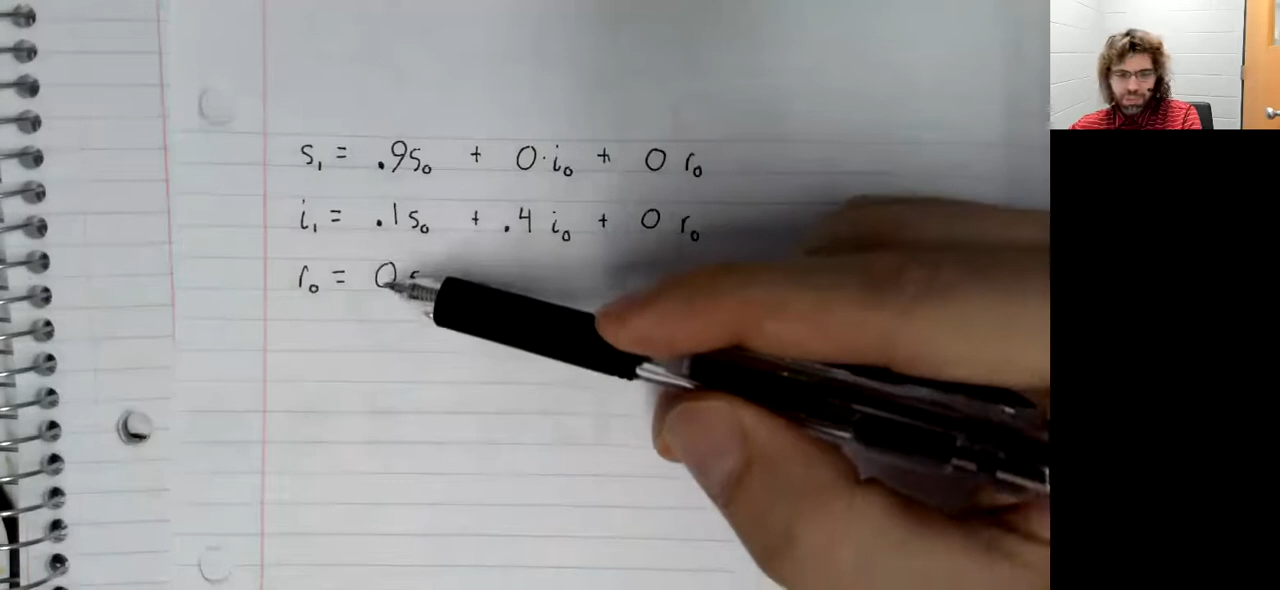 s₁ = .9s₀ + 0·i₀ + 0 r₀
i₁ = .1s₀ + .4 i₀ + 0 r₀
r₀ = 0